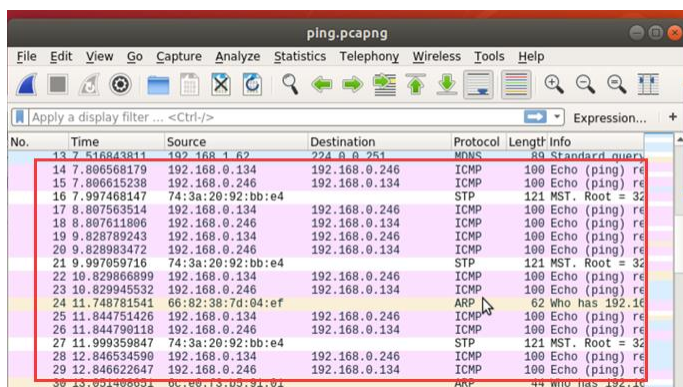 ping.pcapng
File Edit View Go Capture Analyze Statistics Telephony Wireless Tools Help
Apply a display filter ... <Ctrl-/> Expression... +
No. Time Source Destination Protocol Length Info
13 7.516843811 192.168.1.62 224.0.0.251 MDNS 89 Standard query
14 7.806568179 192.168.0.134 192.168.0.246 ICMP 100 Echo (ping) re
15 7.806615238 192.168.0.246 192.168.0.134 ICMP 100 Echo (ping) re
16 7.997468147 74:3a:20:92:bb:e4 STP 121 MST. Root = 32
17 8.807563514 192.168.0.134 192.168.0.246 ICMP 100 Echo (ping) re
18 8.807611806 192.168.0.246 192.168.0.134 ICMP 100 Echo (ping) re
19 9.828789243 192.168.0.134 192.168.0.246 ICMP 100 Echo (ping) re
20 9.828983472 192.168.0.246 192.168.0.134 ICMP 100 Echo (ping) re
21 9.997059716 74:3a:20:92:bb:e4 STP 121 MST. Root = 32
22 10.829866899 192.168.0.134 192.168.0.246 ICMP 100 Echo (ping) re
23 10.829945532 192.168.0.246 192.168.0.134 ICMP 100 Echo (ping) re
24 11.748781541 66:82:38:7d:04:ef ARP 62 Who has 192.16
25 11.844751426 192.168.0.134 192.168.0.246 ICMP 100 Echo (ping) re
26 11.844790118 192.168.0.246 192.168.0.134 ICMP 100 Echo (ping) re
27 11.999359847 74:3a:20:92:bb:e4 STP 121 MST. Root = 32
28 12.846534590 192.168.0.134 192.168.0.246 ICMP 100 Echo (ping) re
29 12.846622647 192.168.0.246 192.168.0.134 ICMP 100 Echo (ping) re
30 13.051408051 ARP 44 Who has 192.16